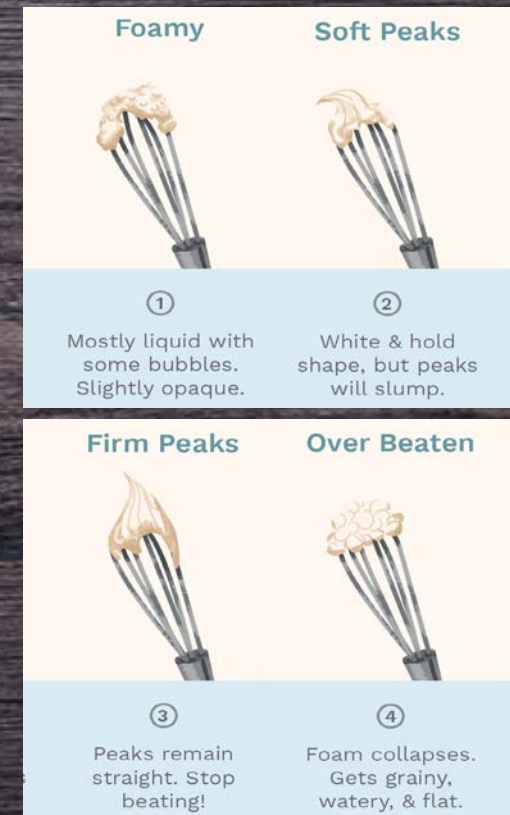 Foamy
Soft Peaks
1
Mostly liquid with
some bubbles.
Slightly opaque.
2
White & hold
shape, but peaks
will slump.
Firm Peaks
Over Beaten
3
Peaks remain
straight. Stop
beating!
4
Foam collapses.
Gets grainy,
watery, & flat.